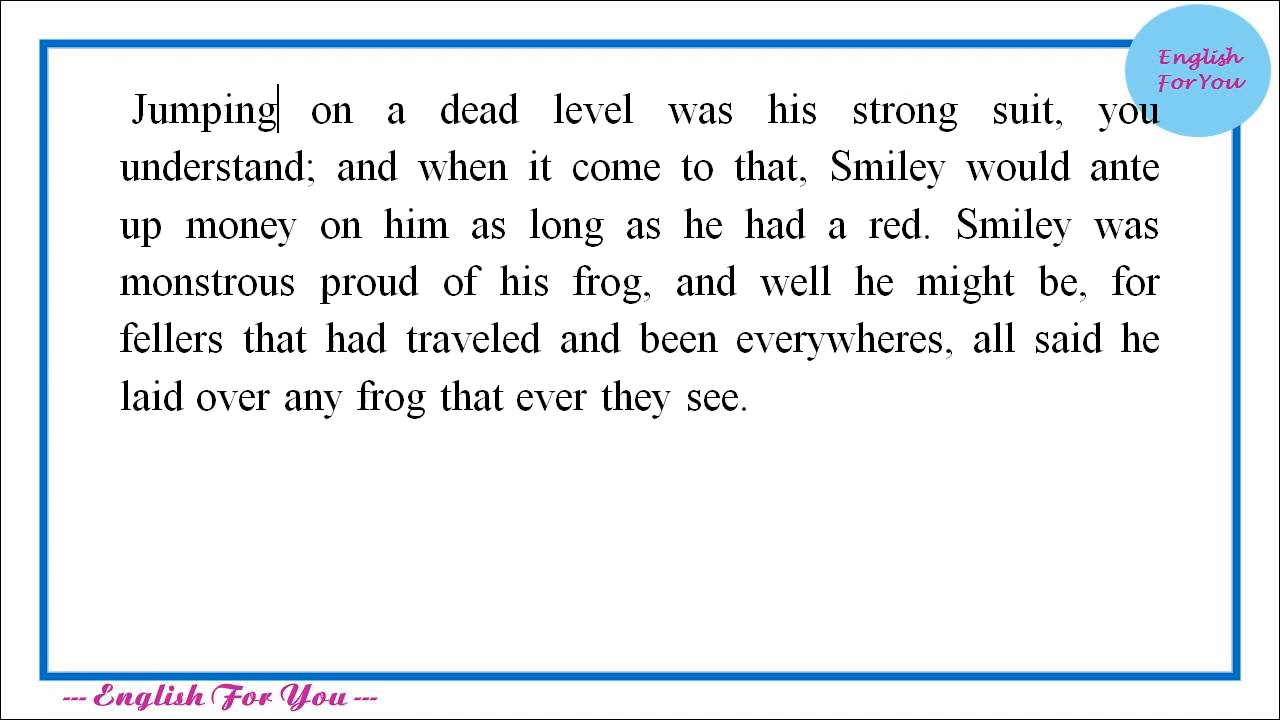 English
ForYou
Jumping on a dead level was his strong suit, you
understand; and when it come to that, Smiley would ante
up money on him as long as he had a red. Smiley was
monstrous proud of his frog, and well he might be, for
fellers that had traveled and been everywheres, all said he
laid over any frog that ever they see.
--- English For You ---